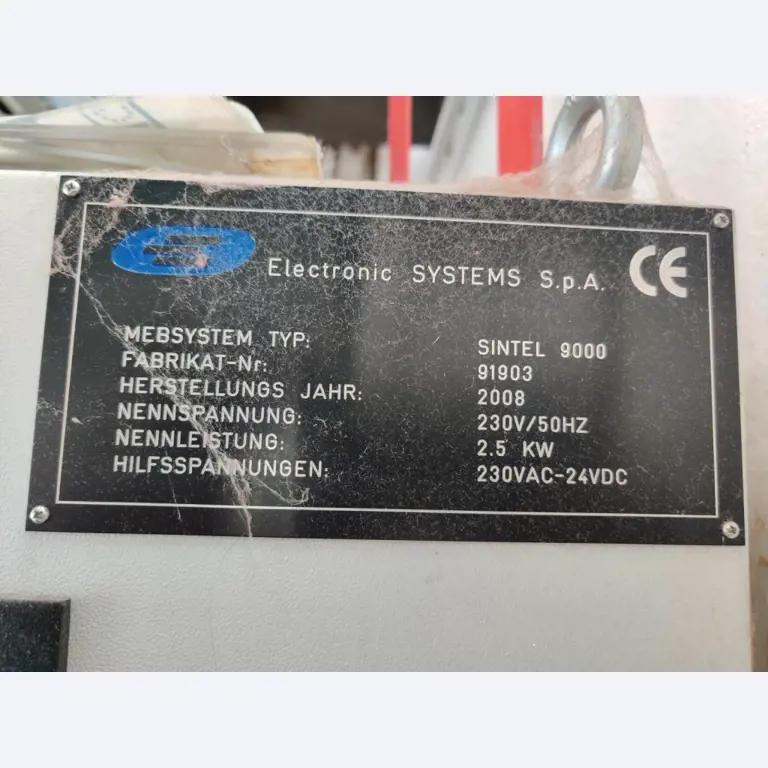 Electronic SYSTEMS S.p.A. CE
MEBSYSTEM TYP: SINTEL 9000
FABRIKAT-Nr: 91903
HERSTELLUNGS JAHR: 2008
NENNSPANNUNG: 230V/50HZ
NENNLEISTUNG: 2.5 KW
HILFSSPANNUNGEN: 230VAC-24VDC